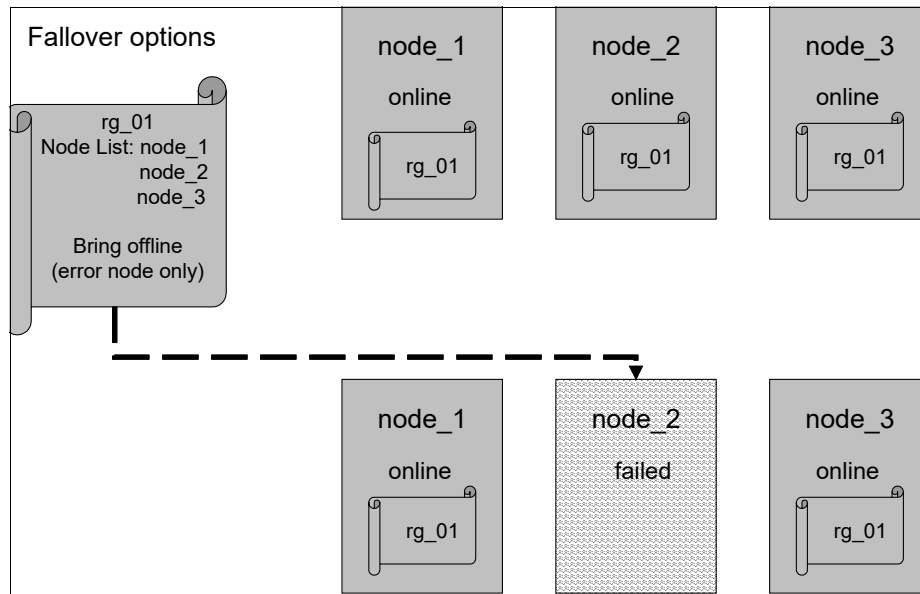 Fallover options
rg_01
Node List: node_1
node_2
node_3
Bring offline
(error node only)
node_1
online
rg_01
node_2
online
rg_01
node_3
online
rg_01
node_1
online
rg_01
node_2
failed
node_3
online
rg_01